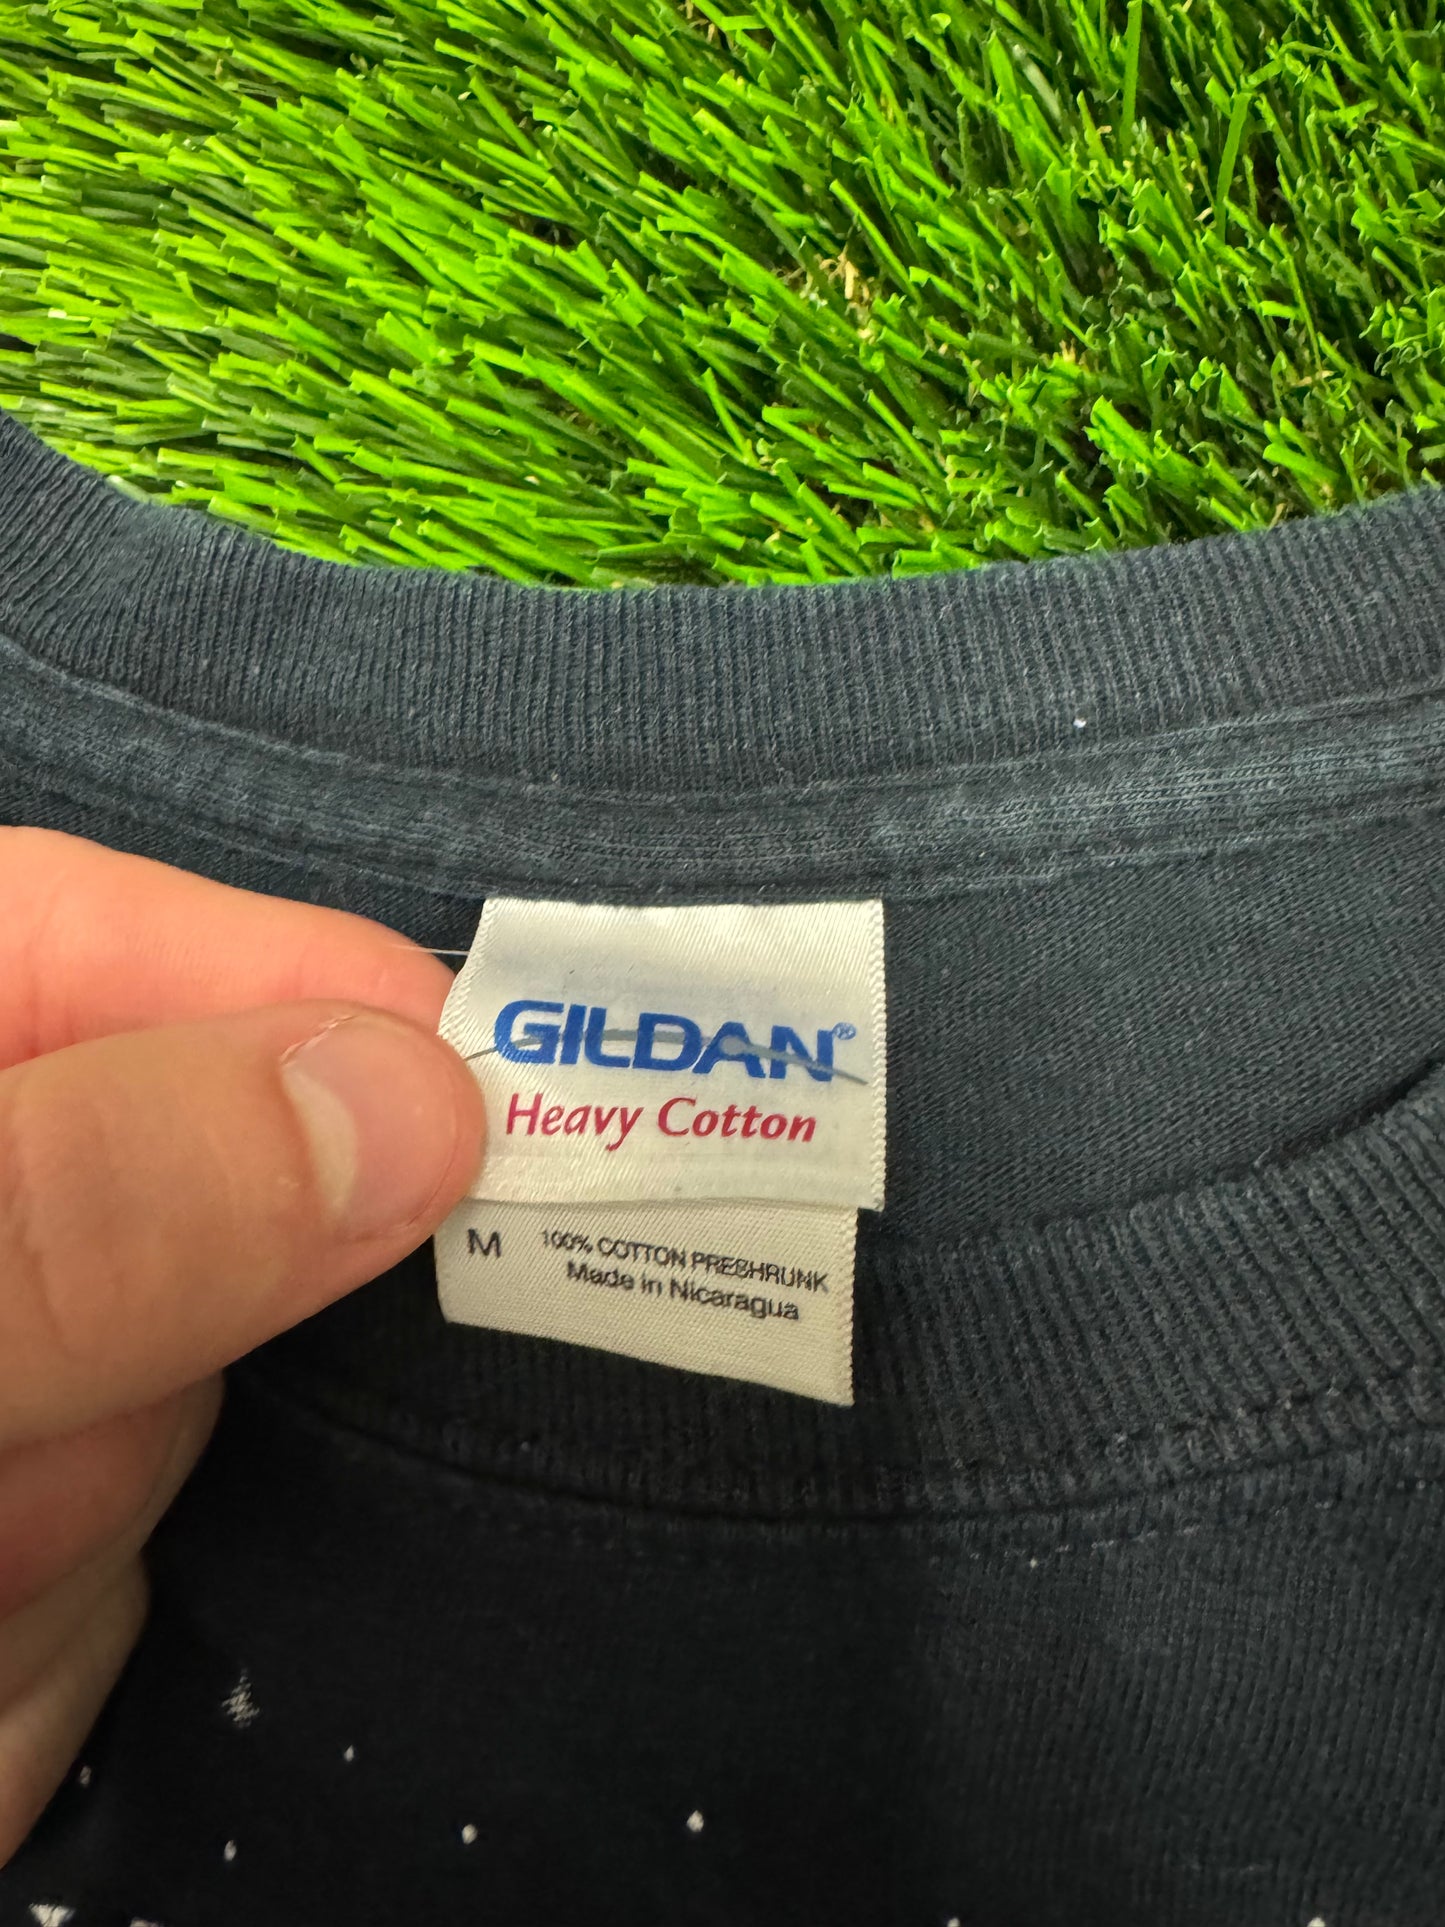 GILDAN®
Heavy Cotton
M 100% COTTON PRESHRUNK
Made in Nicaragua